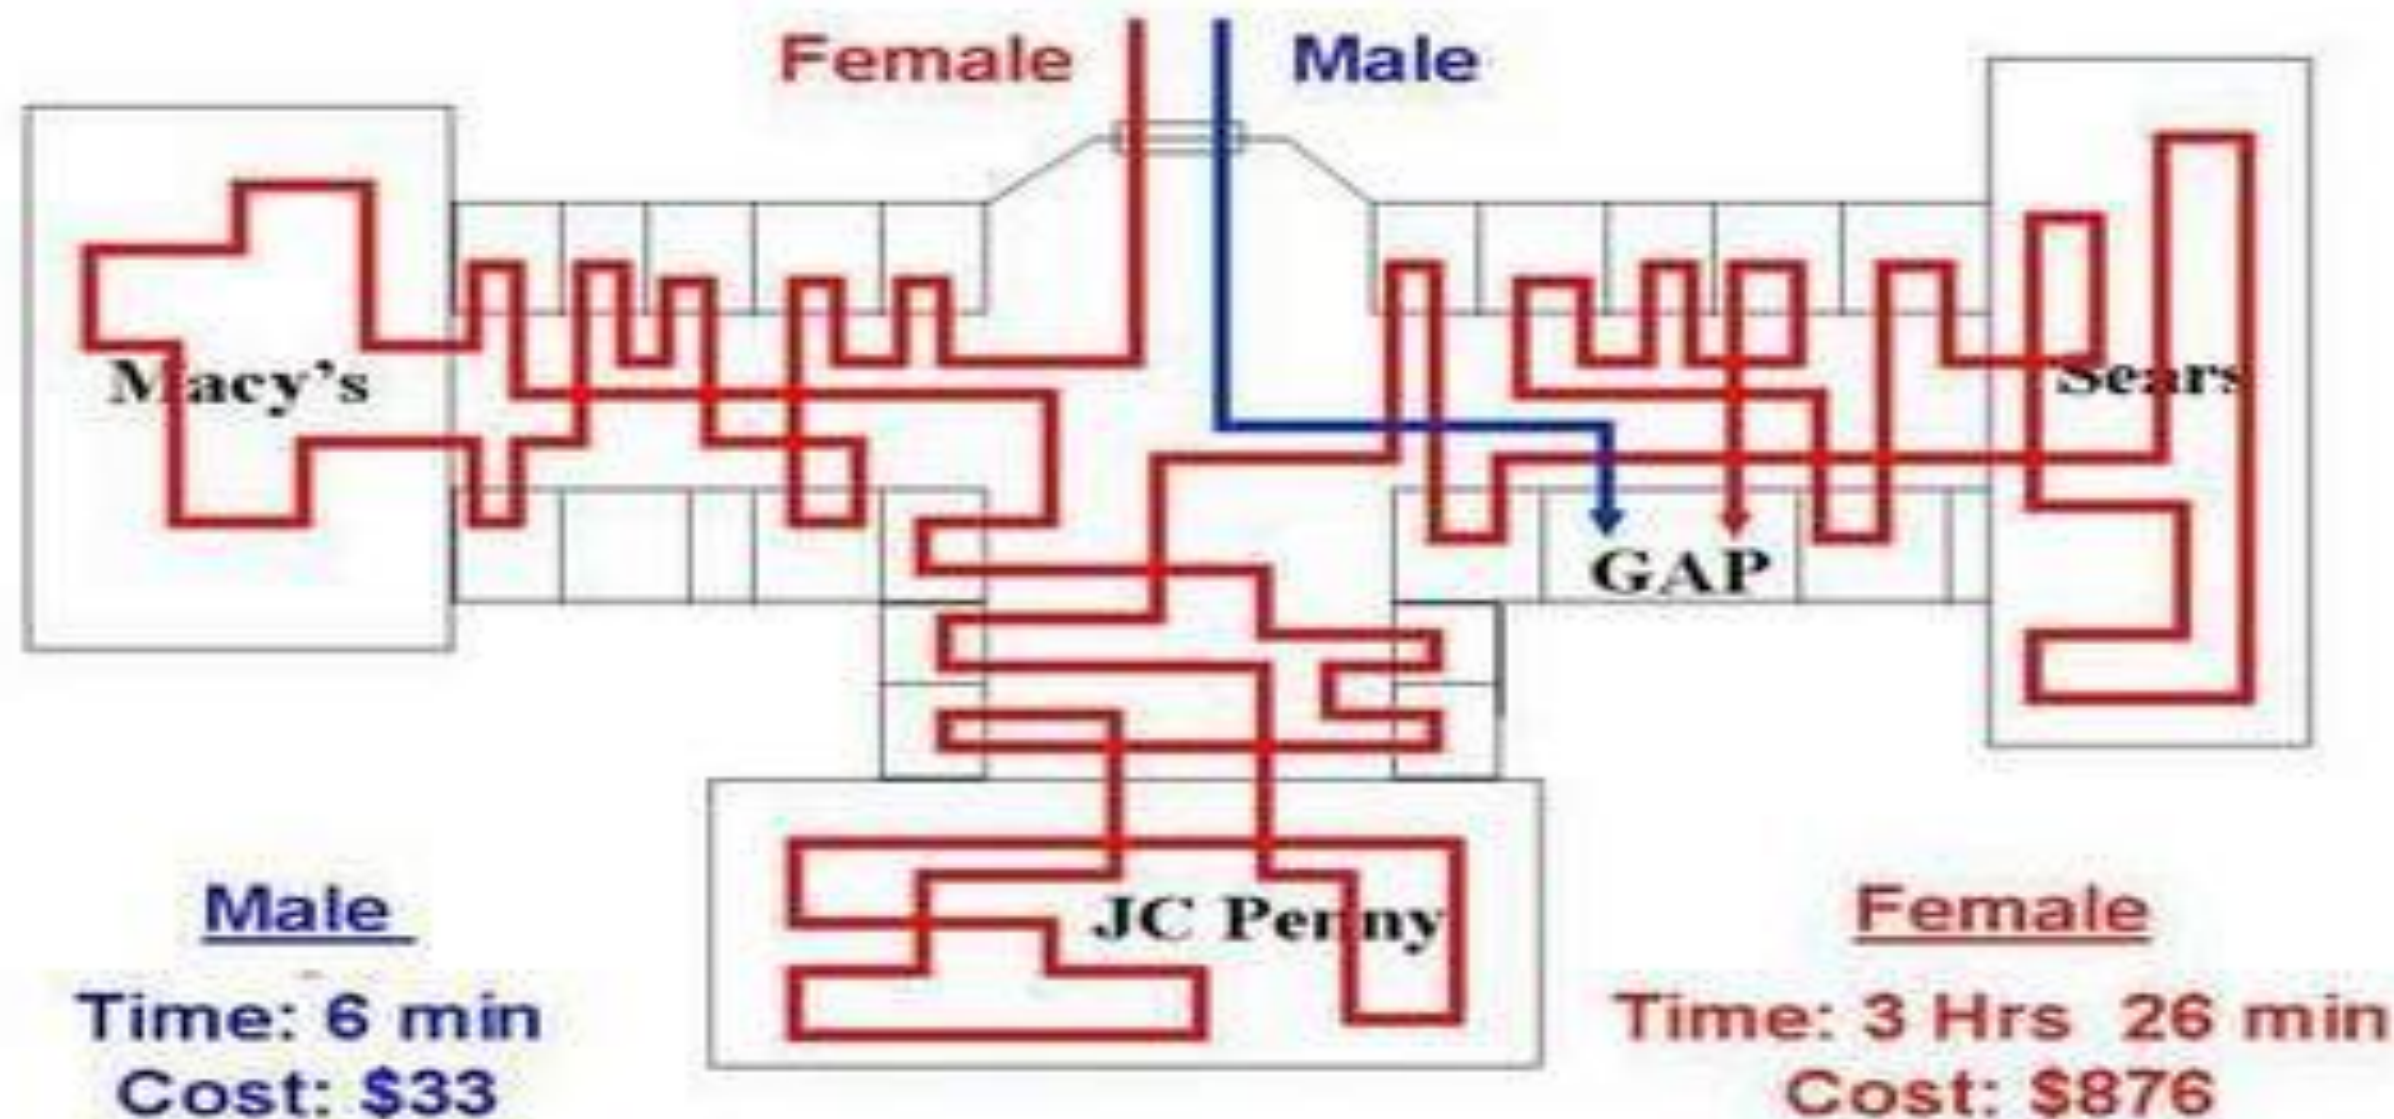 Female Male
Macy's
Sears
GAP
JC Penny
Male
Time: 6 min
Cost: $33
Female
Time: 3 Hrs 26 min
Cost: $876